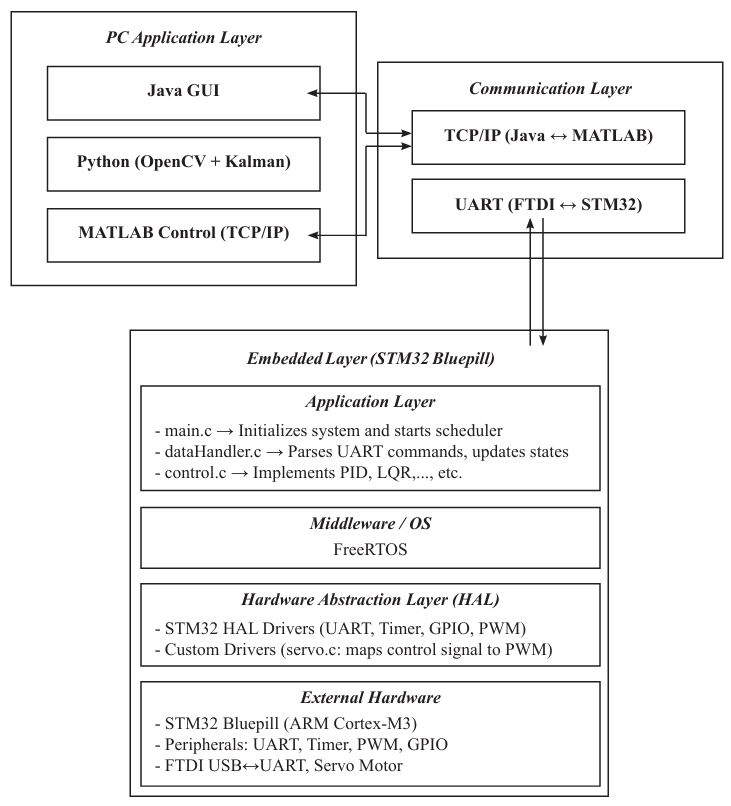 PC Application Layer
Java GUI
Python (OpenCV + Kalman)
MATLAB Control (TCP/IP)
Communication Layer
TCP/IP (Java ↔ MATLAB)
UART (FTDI ↔ STM32)
Embedded Layer (STM32 Bluepill)
Application Layer
- main.c → Initializes system and starts scheduler
- dataHandler.c → Parses UART commands, updates states
- control.c → Implements PID, LQR,..., etc.
Middleware / OS
FreeRTOS
Hardware Abstraction Layer (HAL)
- STM32 HAL Drivers (UART, Timer, GPIO, PWM)
- Custom Drivers (servo.c: maps control signal to PWM)
External Hardware
- STM32 Bluepill (ARM Cortex-M3)
- Peripherals: UART, Timer, PWM, GPIO
- FTDI USB↔UART, Servo Motor